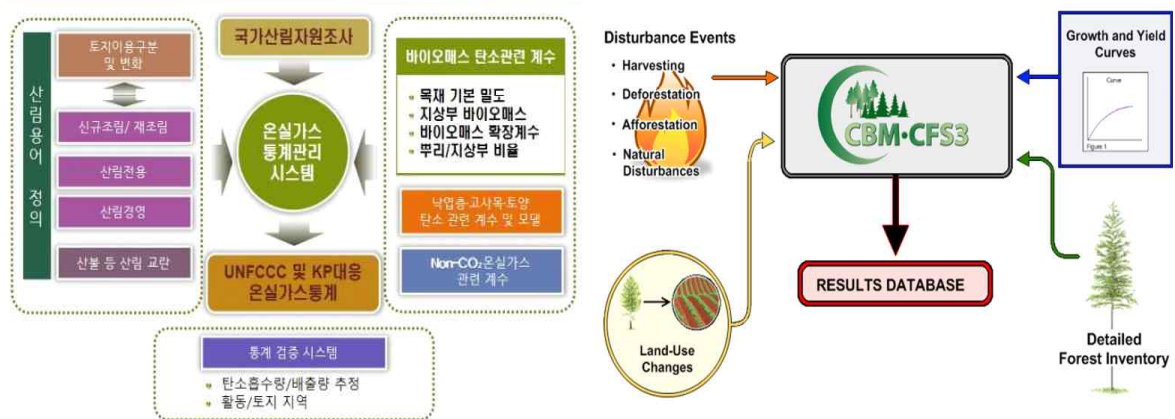 산림용어 정의
토지이용구분
및 변화
신규조림/ 재조림
산림전용
산림경영
산불 등 산림 교란
국가산림자원조사
온실가스
통계관리
시스템
UNFCCC 및 KP대응
온실가스통계
바이오매스 탄소관련 계수
목재 기본 밀도
지상부 바이오매스
바이오매스 확장계수
뿌리/지상부 비율
낙엽층·고사목·토양
탄소 관련 계수 및 모델
Non-CO₂온실가스
관련 계수
통계 검증 시스템
탄소흡수량/배출량 추정
활동/토지 지역
Disturbance Events
• Harvesting
• Deforestation
• Afforestation
• Natural
Disturbances
CBM·CFS3
Growth and Yield
Curves
Curve
Figure 1
RESULTS DATABASE
Land-Use
Changes
Detailed
Forest Inventory